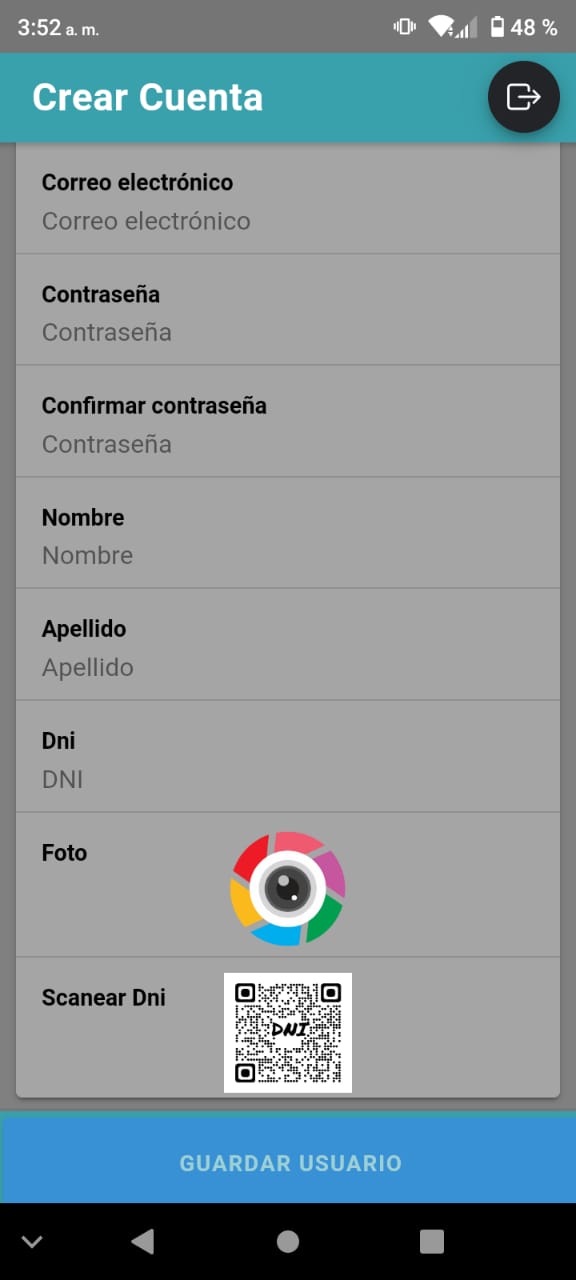 3:52 a. m.
48 %
Crear Cuenta
Correo electrónico
Correo electrónico
Contraseña
Contraseña
Confirmar contraseña
Contraseña
Nombre
Nombre
Apellido
Apellido
Dni
DNI
Foto
Scanear Dni
DNI
GUARDAR USUARIO